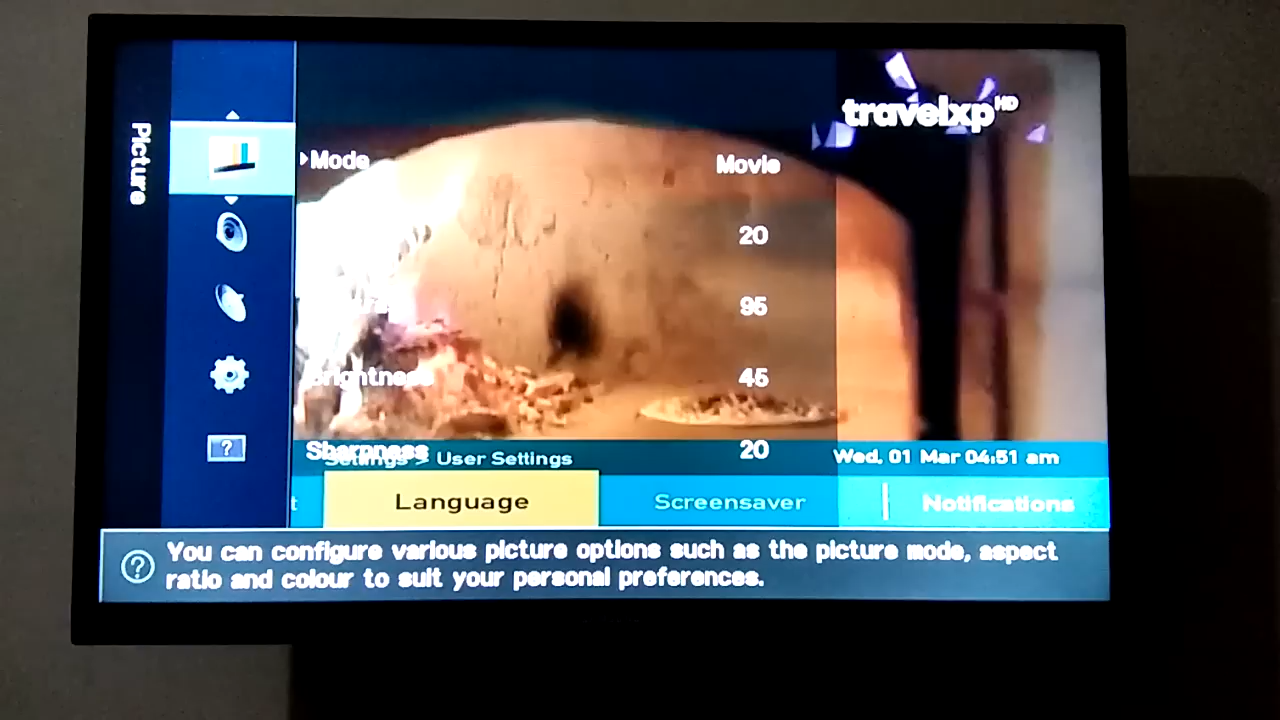 Picture
travelxp HD
Mode Movie
20
95
Brightness 45
Sharpness 20
Settings > User Settings
Wed, 01 Mar 04:51 am
t Language Screensaver Notifications
? You can configure various picture options such as the picture mode, aspect
ratio and colour to suit your personal preferences.